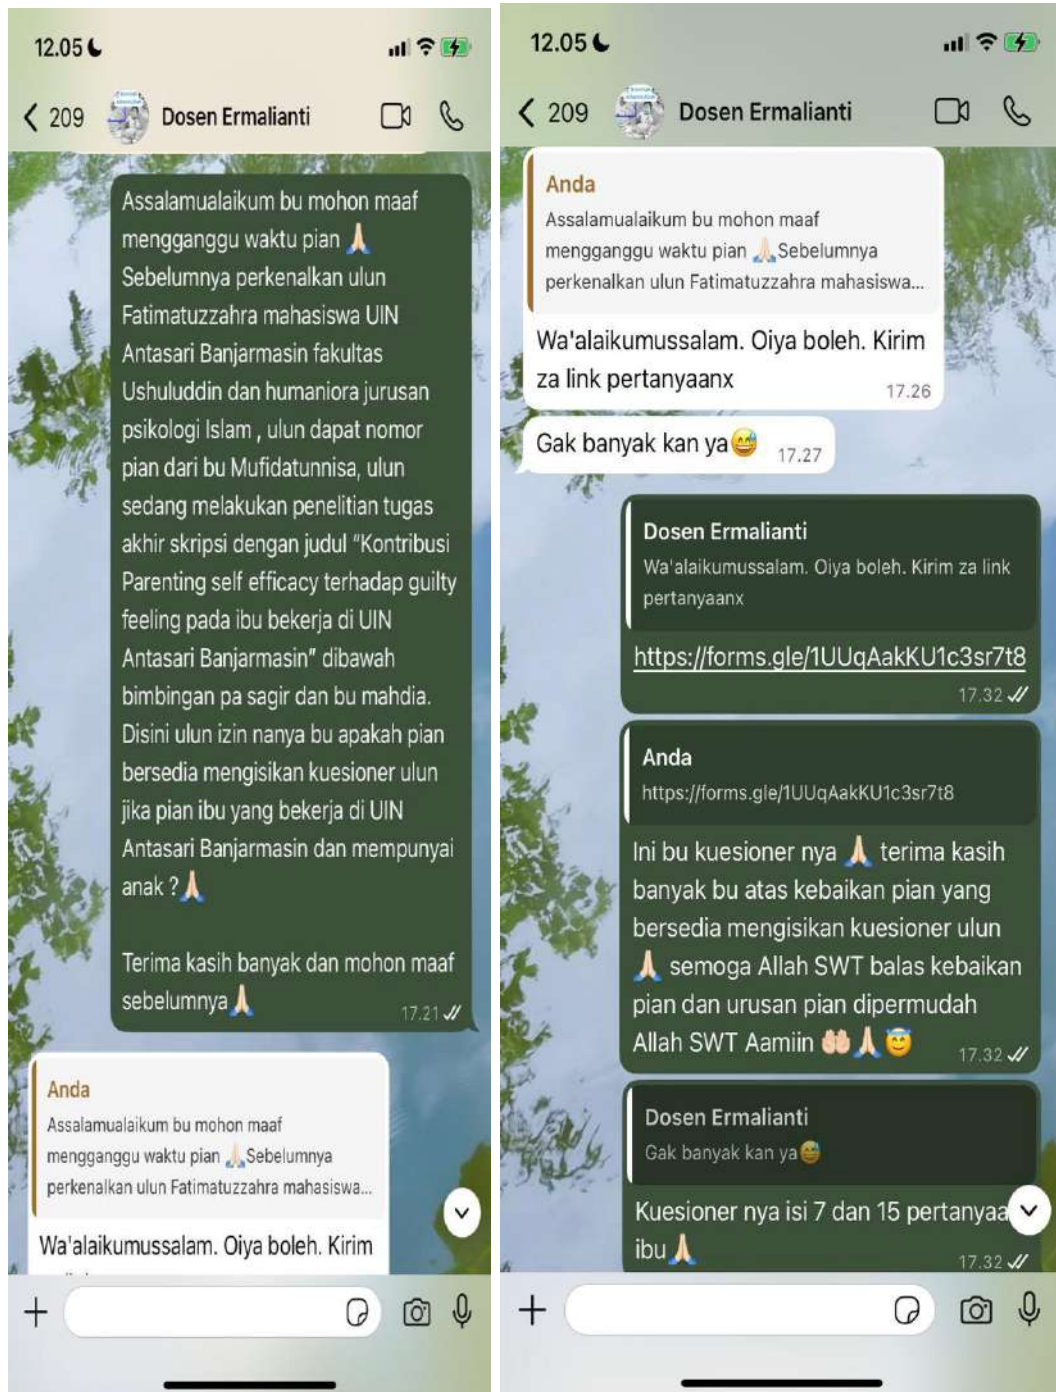 12.05
209
Dosen Ermalianti
Assalamualaikum bu mohon maaf
mengganggu waktu pian 🙏🏻
Sebelumnya perkenalkan ulun
Fatimatuzzahra mahasiswa UIN
Antasari Banjarmasin fakultas
Ushuluddin dan humaniora jurusan
psikologi Islam , ulun dapat nomor
pian dari bu Mufidatunnisa, ulun
sedang melakukan penelitian tugas
akhir skripsi dengan judul “Kontribusi
Parenting self efficacy terhadap guilty
feeling pada ibu bekerja di UIN
Antasari Banjarmasin” dibawah
bimbingan pa sagir dan bu mahdia.
Disini ulun izin nanya bu apakah pian
bersedia mengisikan kuesioner ulun
jika pian ibu yang bekerja di UIN
Antasari Banjarmasin dan mempunyai
anak ?🙏🏻
Terima kasih banyak dan mohon maaf
sebelumnya🙏🏻
17.21
Anda
Assalamualaikum bu mohon maaf
mengganggu waktu pian 🙏🏻Sebelumnya
perkenalkan ulun Fatimatuzzahra mahasiswa...
Wa'alaikumussalam. Oiya boleh. Kirim
12.05
209
Dosen Ermalianti
Anda
Assalamualaikum bu mohon maaf
mengganggu waktu pian 🙏🏻Sebelumnya
perkenalkan ulun Fatimatuzzahra mahasiswa...
Wa'alaikumussalam. Oiya boleh. Kirim
za link pertanyaanx
17.26
Gak banyak kan ya😅
17.27
Dosen Ermalianti
Wa'alaikumussalam. Oiya boleh. Kirim za link
pertanyaanx
https://forms.gle/1UUqAakKU1c3sr7t8
17.32
Anda
https://forms.gle/1UUqAakKU1c3sr7t8
Ini bu kuesioner nya 🙏🏻 terima kasih
banyak bu atas kebaikan pian yang
bersedia mengisikan kuesioner ulun
🙏🏻 semoga Allah SWT balas kebaikan
pian dan urusan pian dipermudah
Allah SWT Aamiin 🤲🏻🙏🏻😇
17.32
Dosen Ermalianti
Gak banyak kan ya😅
Kuesioner nya isi 7 dan 15 pertanyaa
ibu🙏🏻
17.32